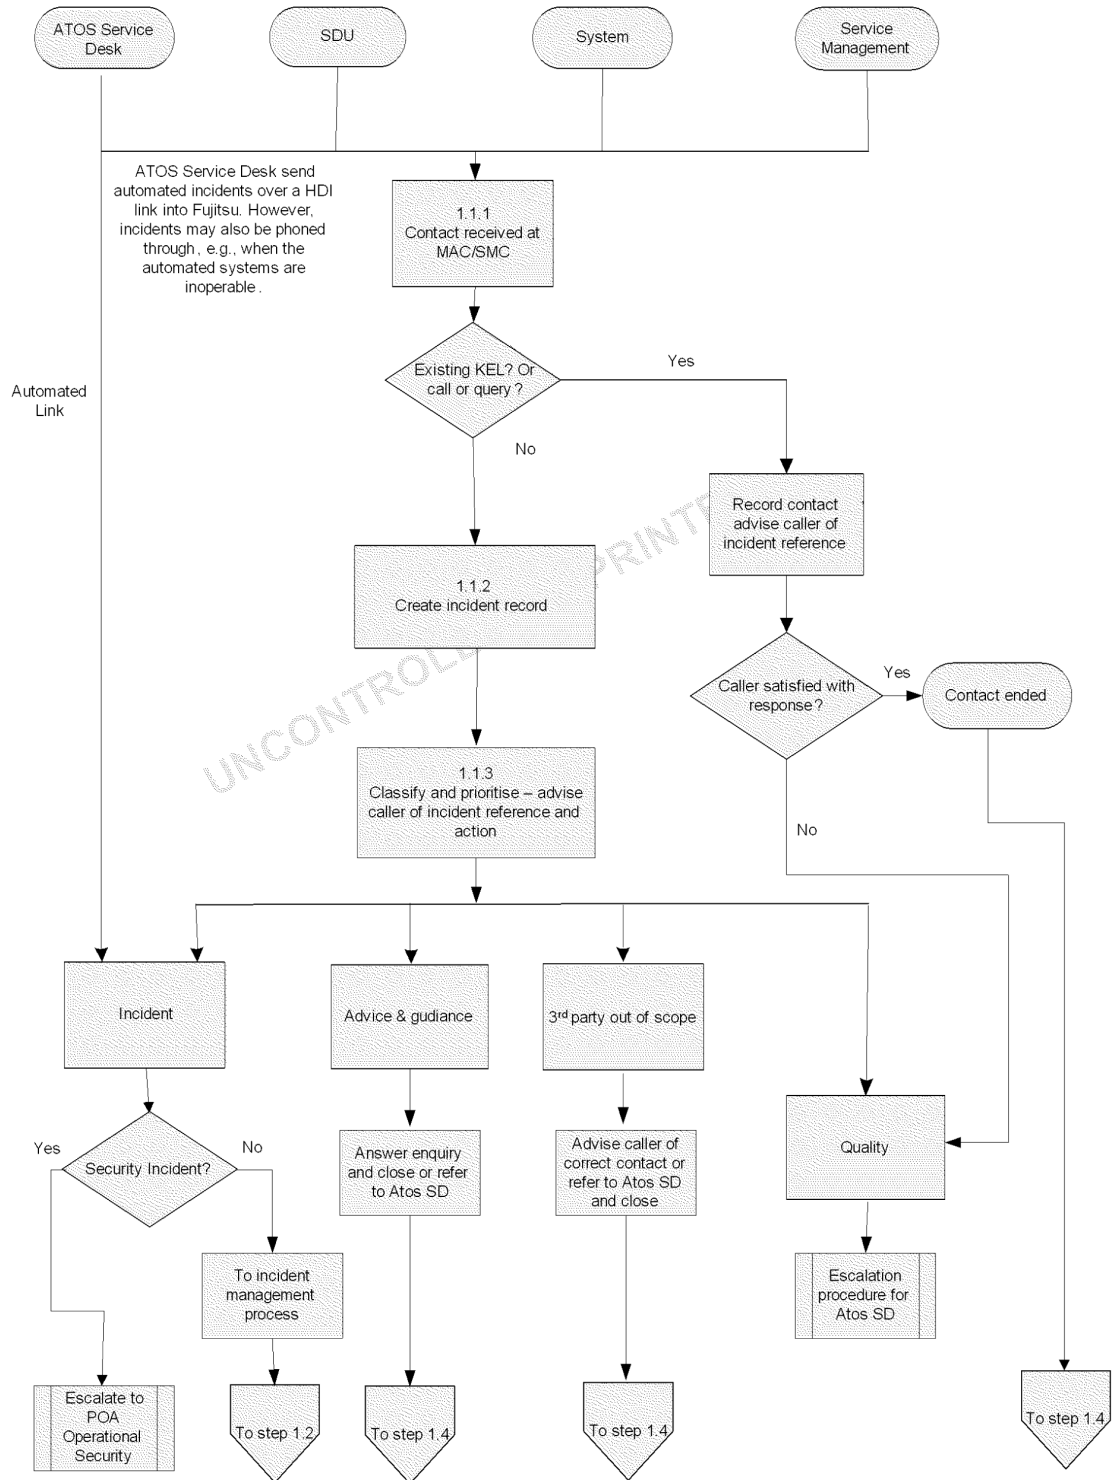 ATOS Service
Desk
SDU
System
Service
Management
ATOS Service Desk send
automated incidents over a HDI
link into Fujitsu. However,
incidents may also be phoned
through, e.g., when the
automated systems are
inoperable.
1.1.1
Contact received at
MAC/SMC
Automated
Link
Existing KEL? Or
call or query?
Yes
No
Record contact
advise caller of
incident reference
1.1.2
Create incident record
Caller satisfied with
response?
Yes
Contact ended
No
1.1.3
Classify and prioritise – advise
caller of incident reference and
action
Incident
Advice & gudiance
3rd party out of scope
Quality
Yes
Security Incident?
No
Answer enquiry
and close or refer
to Atos SD
Advise caller of
correct contact or
refer to Atos SD
and close
To incident
management
process
Escalation
procedure for
Atos SD
Escalate to
POA
Operational
Security
To step 1.2
To step 1.4
To step 1.4
To step 1.4